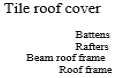 Tile roof cover
Battens
Rafters
Beam roof frame
Roof frame